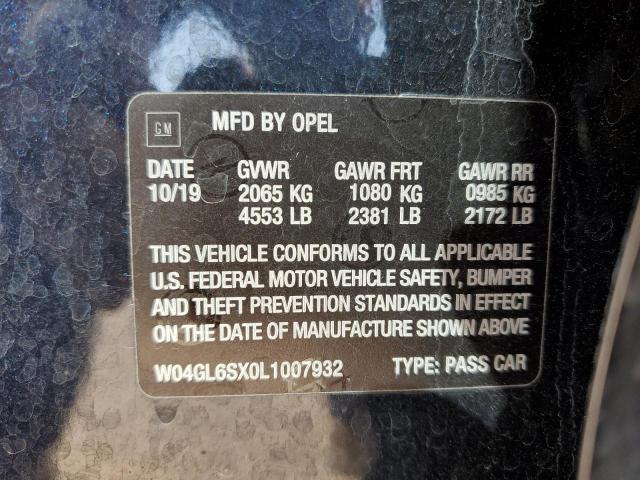 GM MFD BY OPEL
DATE GVWR GAWR FRT GAWR RR
10/19 2065 KG 1080 KG 0985 KG
4553 LB 2381 LB 2172 LB
THIS VEHICLE CONFORMS TO ALL APPLICABLE
U.S. FEDERAL MOTOR VEHICLE SAFETY, BUMPER
AND THEFT PREVENTION STANDARDS IN EFFECT
ON THE DATE OF MANUFACTURE SHOWN ABOVE
W04GL6SX0L1007932 TYPE: PASS CAR